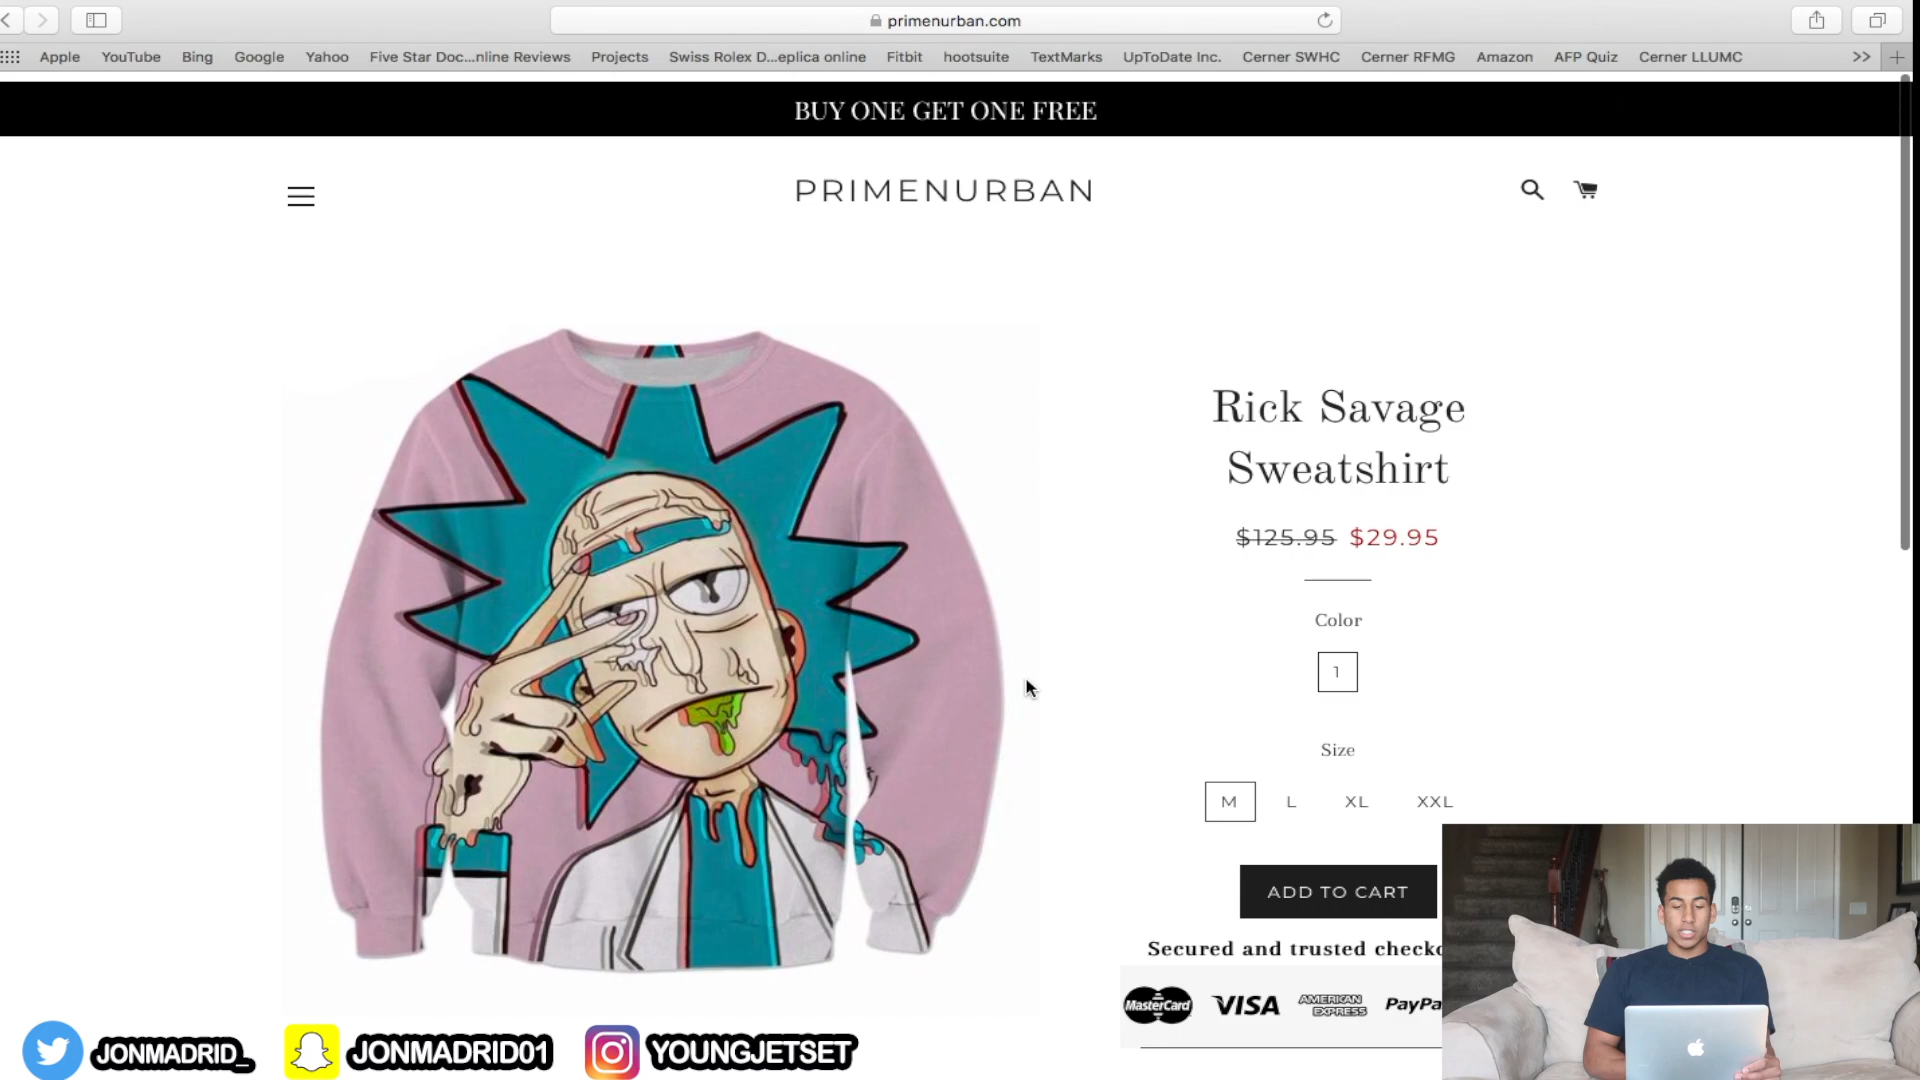 primenurban.com
Apple YouTube Bing Google Yahoo Five Star Doc...nline Reviews Projects Swiss Rolex D...eplica online Fitbit hootsuite TextMarks UpToDate Inc. Cerner SWHC Cerner RFMG Amazon AFP Quiz Cerner LLUMC >>
BUY ONE GET ONE FREE
PRIMENURBAN
Rick Savage
Sweatshirt
$125.95 $29.95
Color
1
Size
M L XL XXL
ADD TO CART
Secured and trusted checko
MasterCard VISA AMERICAN EXPRESS PayPa
JONMADRID_ JONMADRID01 YOUNGJETSET